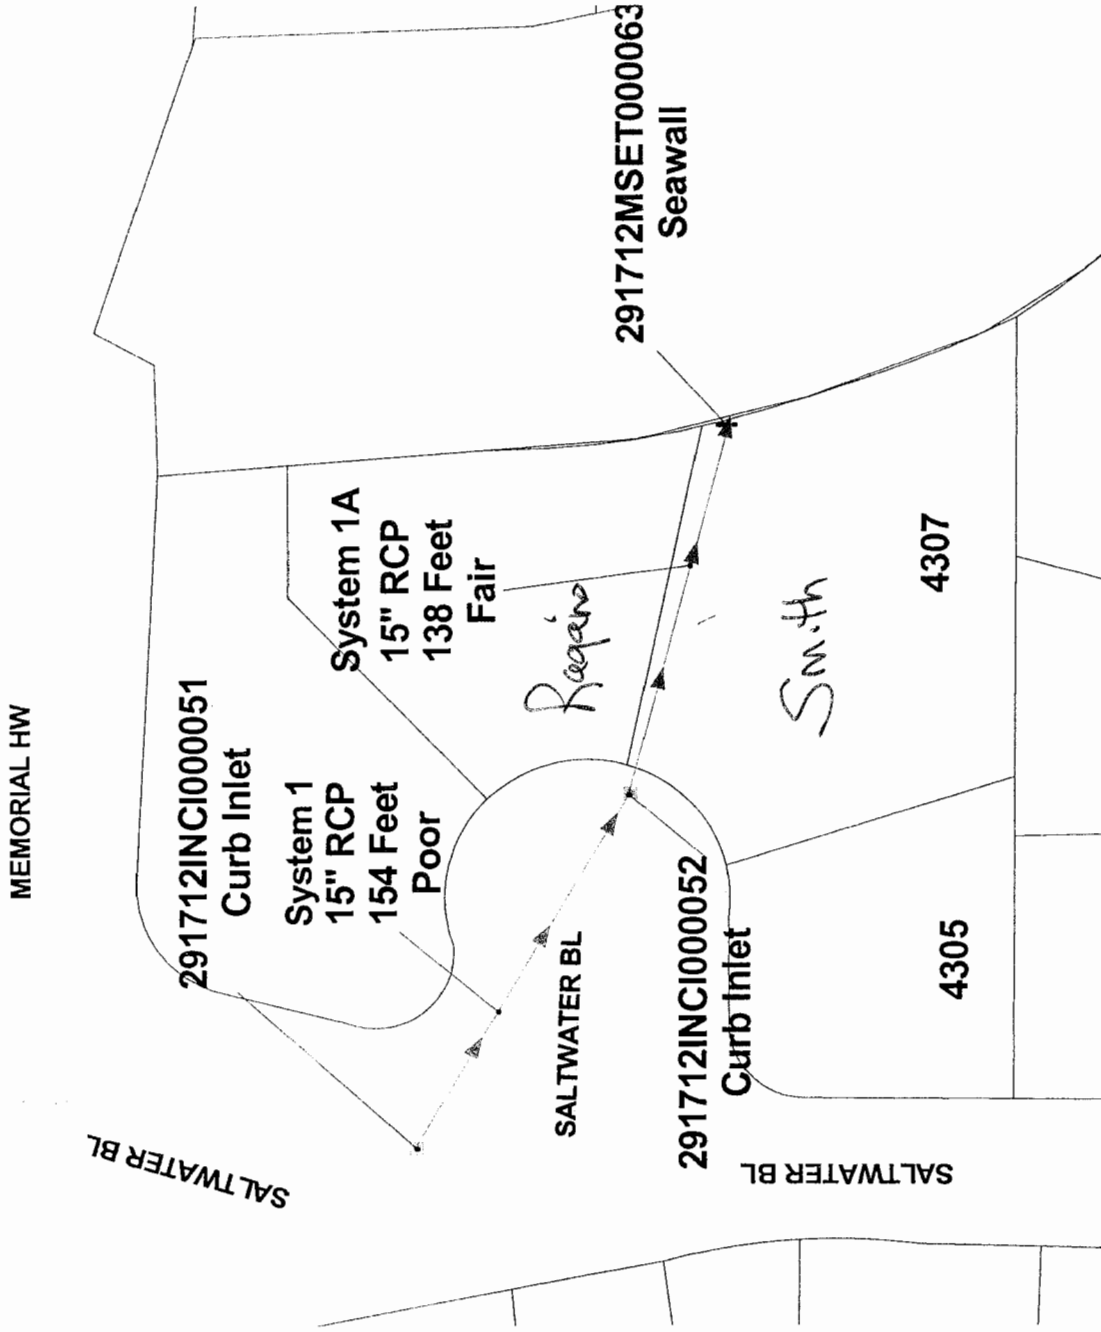 MEMORIAL HW
291712INCI000051
Curb Inlet
System 1
15" RCP
154 Feet
Poor
System 1A
15" RCP
138 Feet
Fair
291712MSET000063
Seawall
SALTWATER BL
SALTWATER BL
291712INCI000052
Curb Inlet
SALTWATER BL
Ragano
Smith
4305
4307